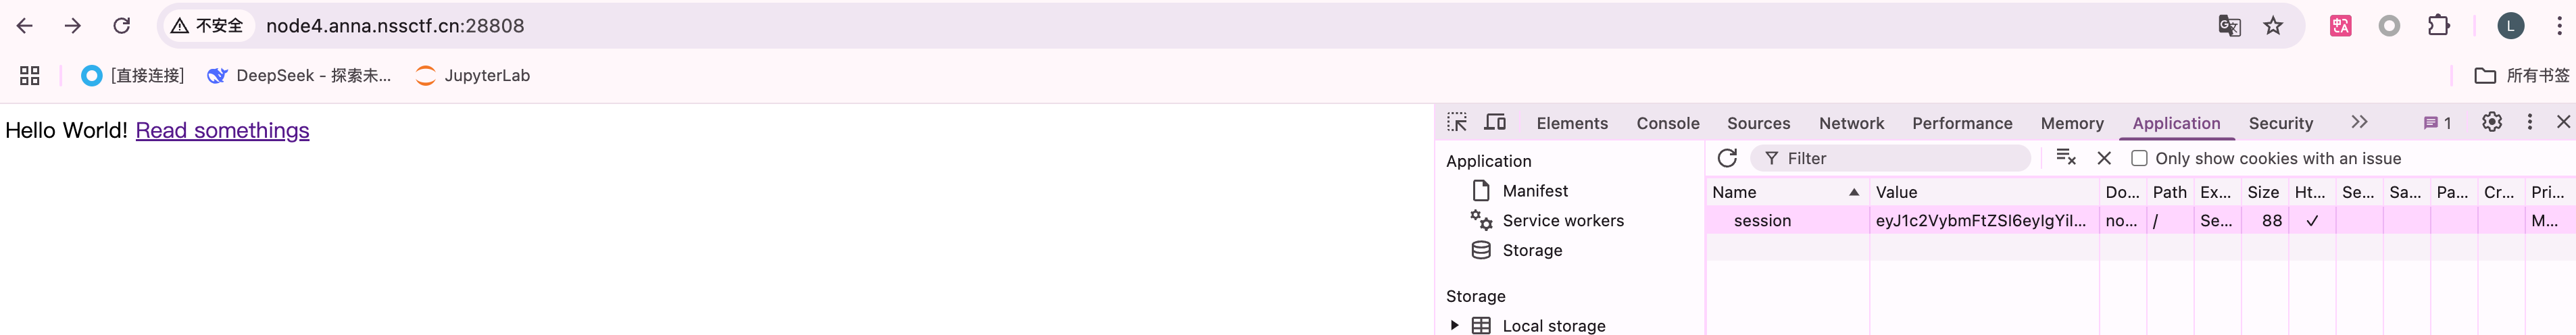 不安全 node4.anna.nssctf.cn:28808 L
[直接连接] DeepSeek - 探索未... JupyterLab 所有书签
Hello World! Read somethings
Elements Console Sources Network Performance Memory Application Security 1
Application
Manifest
Service workers
Storage
Storage
Local storage
Filter Only show cookies with an issue
Name Value Do... Path Ex... Size Ht... Se... Sa... Pa... Cr... Pri...
session eyJ1c2VybmFtZSI6eyIgYiI... no... / Se... 88 ✓ M...